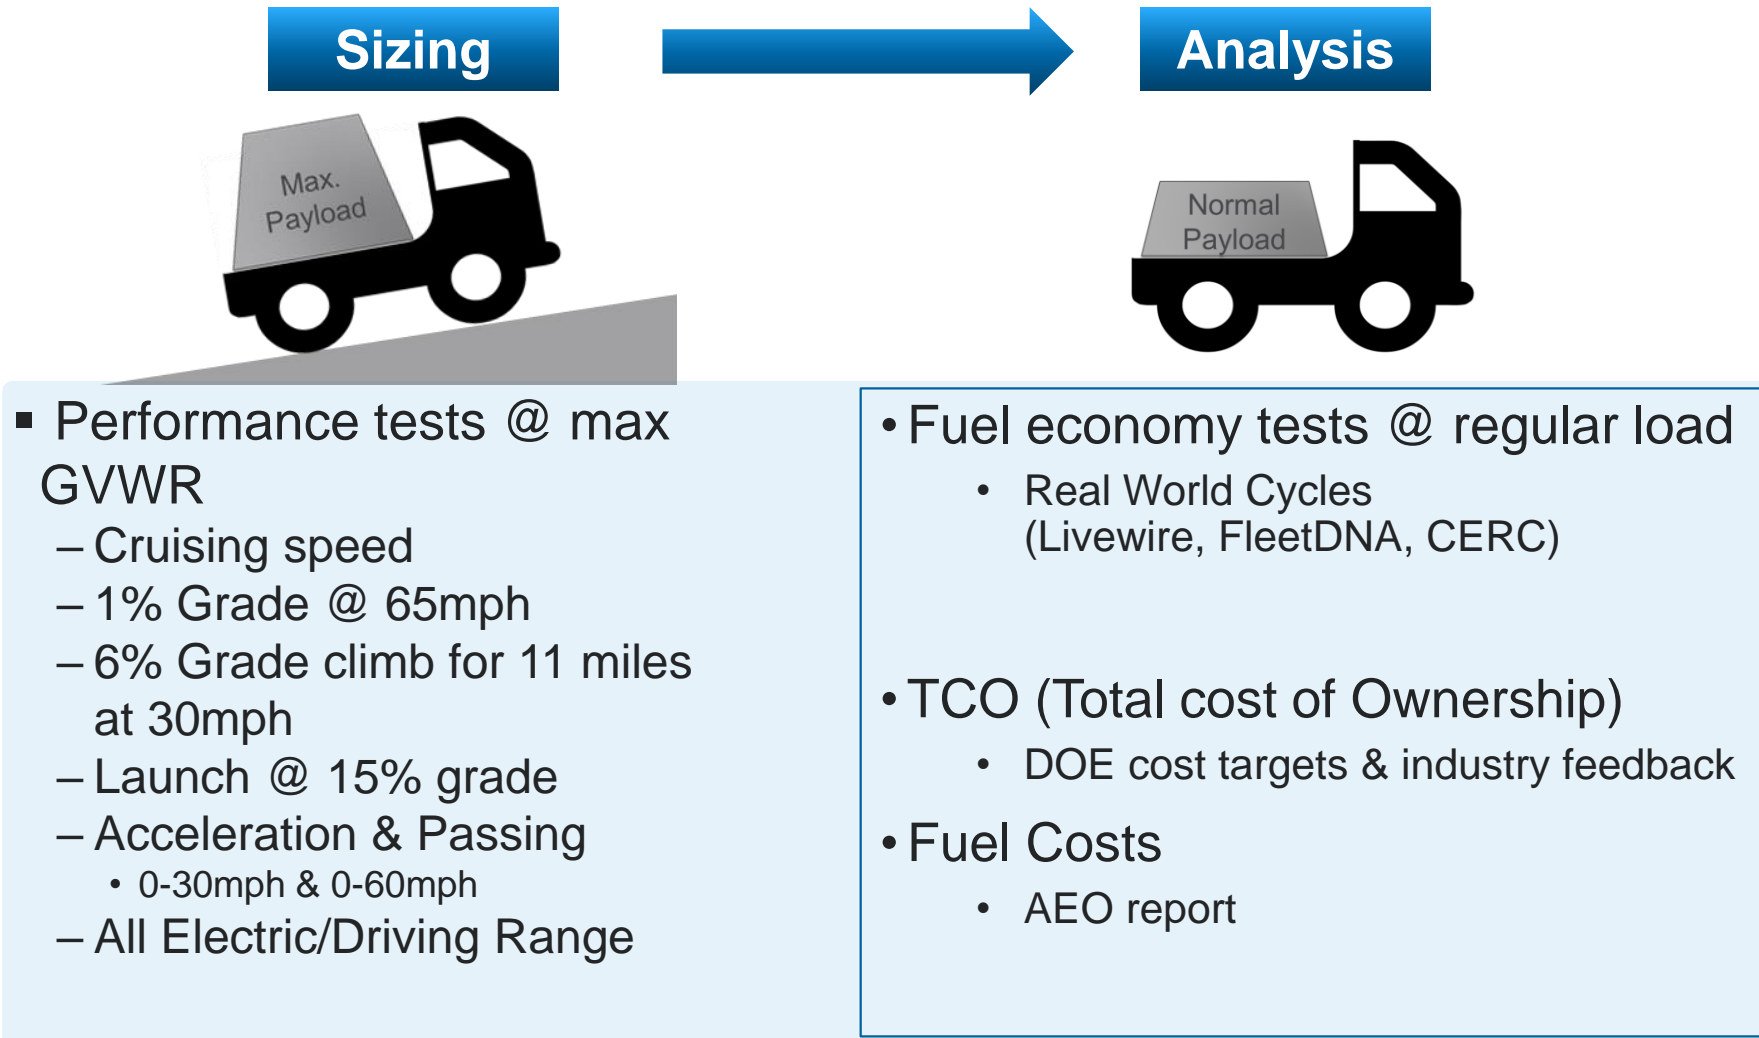 Sizing
Analysis
Max.
Payload
Normal
Payload
▪ Performance tests @ max
GVWR
– Cruising speed
– 1% Grade @ 65mph
– 6% Grade climb for 11 miles
at 30mph
– Launch @ 15% grade
– Acceleration & Passing
• 0-30mph & 0-60mph
– All Electric/Driving Range
• Fuel economy tests @ regular load
• Real World Cycles
(Livewire, FleetDNA, CERC)
• TCO (Total cost of Ownership)
• DOE cost targets & industry feedback
• Fuel Costs
• AEO report